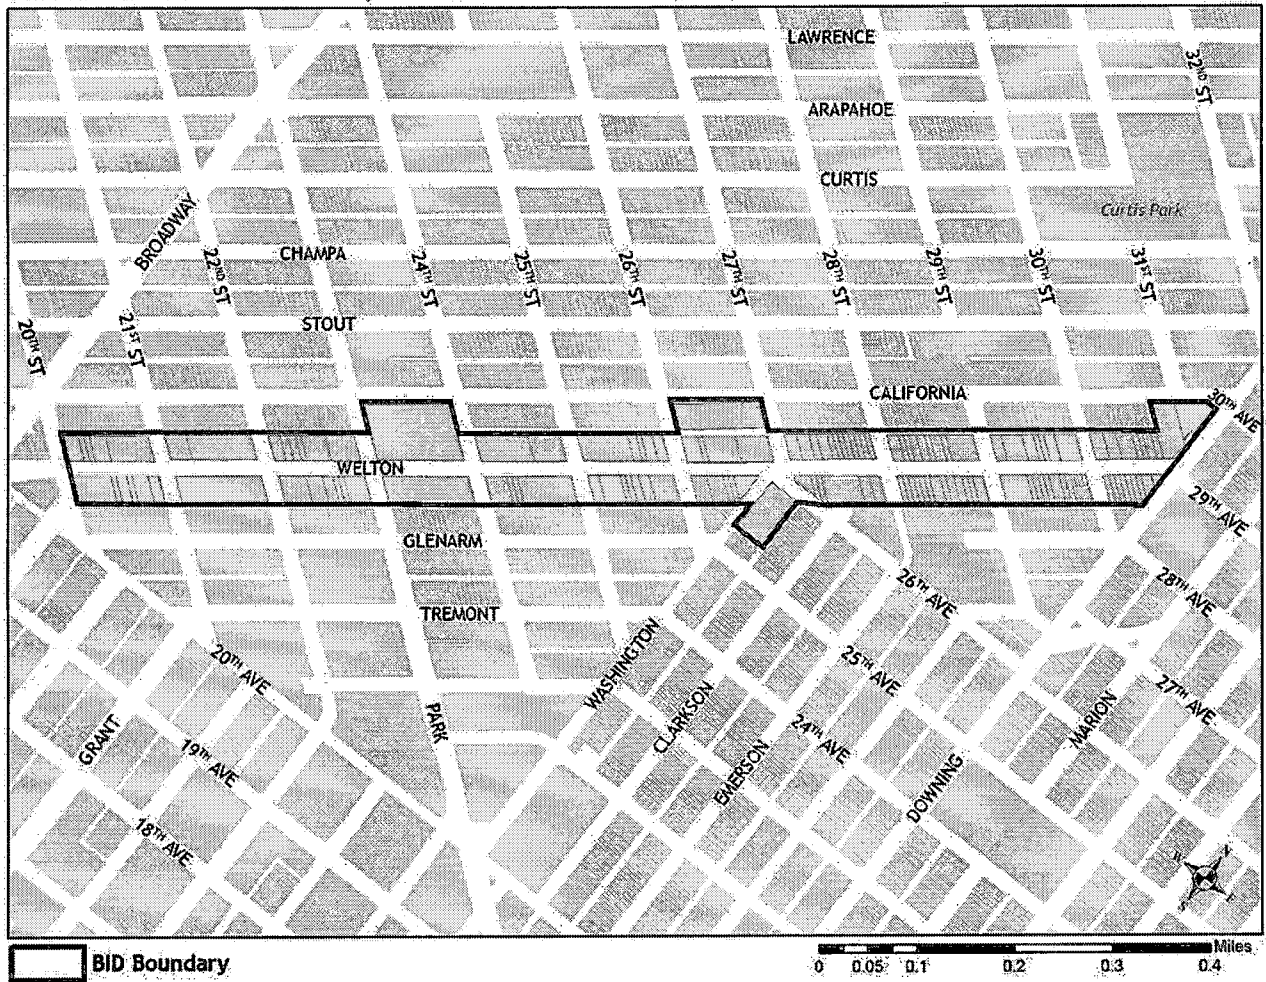 LAWRENCE
32ND ST
ARAPAHOE
CURTIS
Curtis Park
BROADWAY
CHAMPA
22ND ST
24TH ST
25TH ST
26TH ST
27TH ST
28TH ST
29TH ST
30TH ST
31ST ST
20TH ST
21ST ST
STOUT
CALIFORNIA
30TH AVE
WELTON
29TH AVE
GLENARM
26TH AVE
28TH AVE
TREMONT
WASHINGTON
20TH AVE
25TH AVE
27TH AVE
PARK
CLARKSON
MARION
GRANT
19TH AVE
24TH AVE
EMERSON
DOWNING
18TH AVE
N
W
E
S
BID Boundary
Miles
0 0.05 0.1 0.2 0.3 0.4